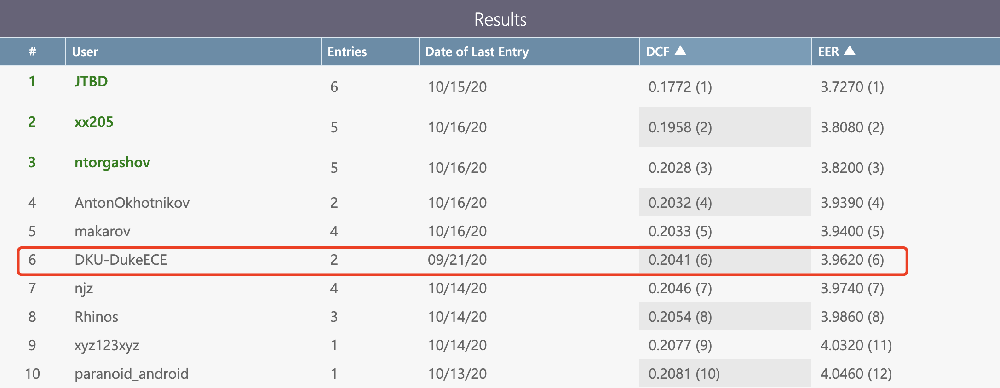 Results
# User Entries Date of Last Entry DCF ▲ EER ▲
1 JTBD 6 10/15/20 0.1772 (1) 3.7270 (1)
2 xx205 5 10/16/20 0.1958 (2) 3.8080 (2)
3 ntorgashov 5 10/16/20 0.2028 (3) 3.8200 (3)
4 AntonOkhotnikov 2 10/16/20 0.2032 (4) 3.9390 (4)
5 makarov 4 10/16/20 0.2033 (5) 3.9400 (5)
6 DKU-DukeECE 2 09/21/20 0.2041 (6) 3.9620 (6)
7 njz 4 10/14/20 0.2046 (7) 3.9740 (7)
8 Rhinos 3 10/14/20 0.2054 (8) 3.9860 (8)
9 xyz123xyz 1 10/14/20 0.2077 (9) 4.0320 (11)
10 paranoid_android 1 10/13/20 0.2081 (10) 4.0460 (12)